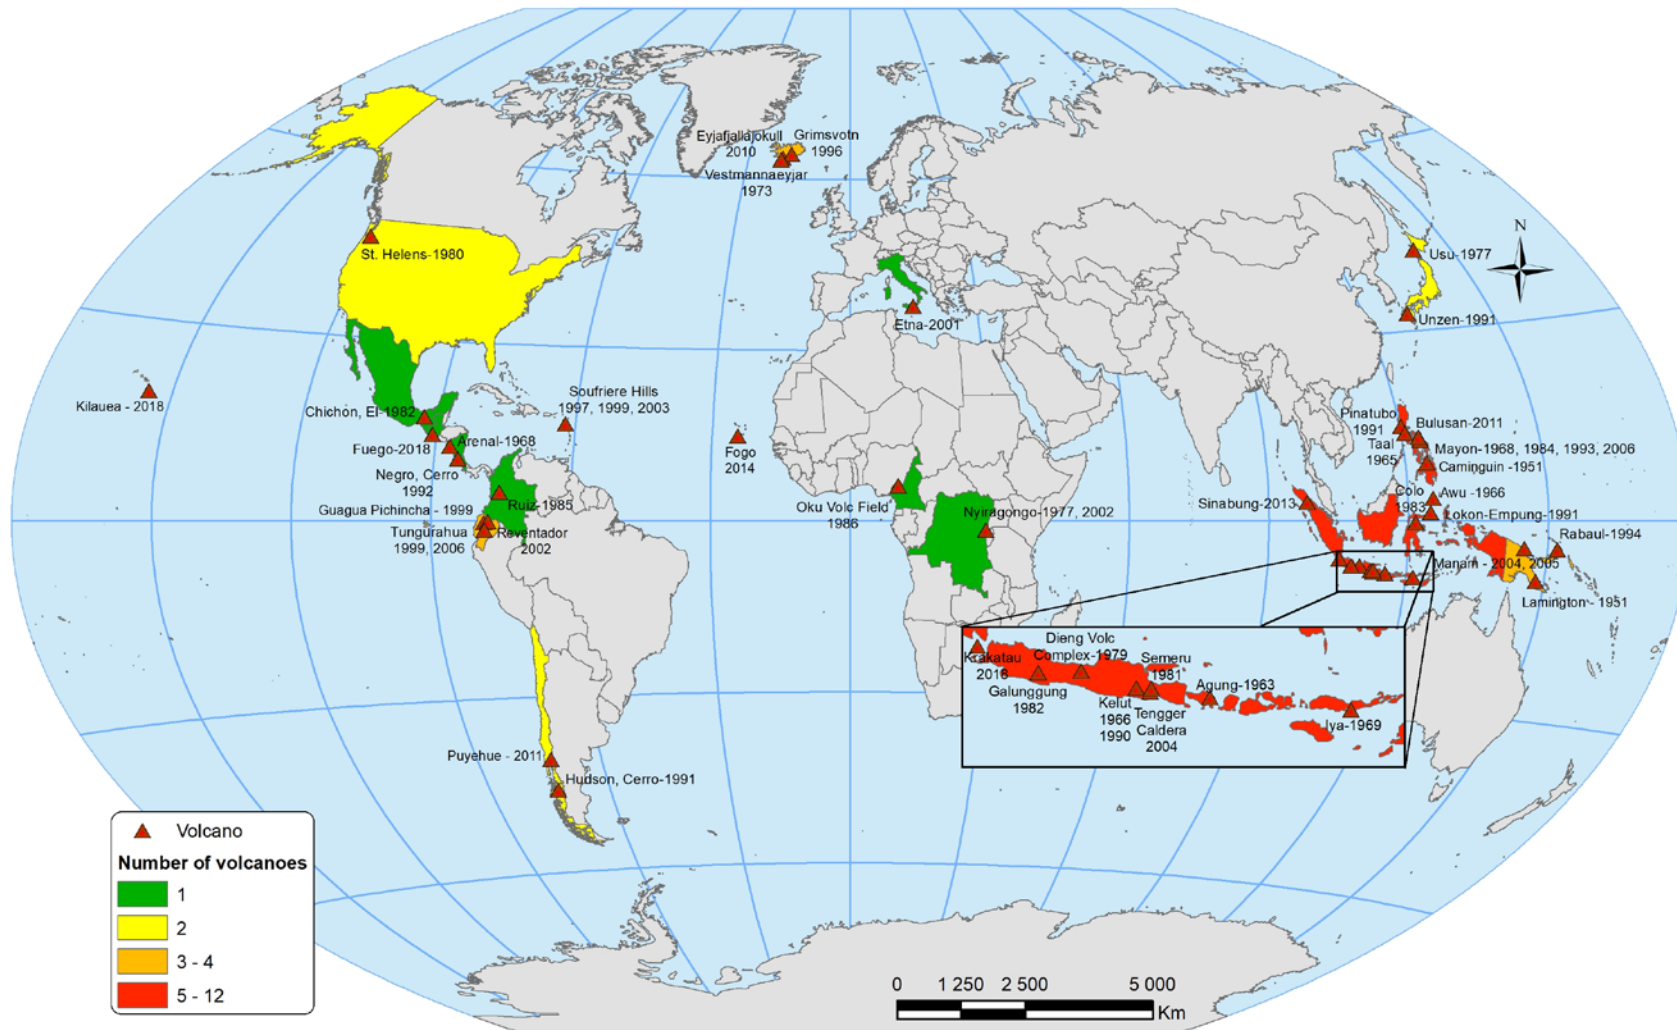 Eyjafjallajokull
2010
Grimsvotn
1996
Vestmannaeyjar
1973
N
St. Helens-1980
Usu-1977
Etna-2001
Unzen-1991
Kilauea - 2018
Chichon, El-1982
Soufriere Hills
1997, 1999, 2003
Fuego-2018
Arenal-1968
Negro, Cerro
1992
Fogo
2014
Pinatubo
1991
Bulusan-2011
Taal
1965
Mayon-1968, 1984, 1993, 2006
Caminguin -1951
Ruiz-1985
Guagua Pichincha - 1999
Tungurahua
1999, 2006
Reventador
2002
Oku Volc Field
1986
Nyiragongo-1977, 2002
Sinabung-2013
Colo
1983
Awu -1966
Lokon-Empung-1991
Rabaul-1994
Manam - 2004, 2005
Lamington - 1951
Krakatau
2018
Dieng Volc
Complex-1979
Semeru
1981
Galunggung
1982
Kelut
1966
1990
Tengger
Caldera
2004
Agung-1963
Iya-1969
Puyehue - 2011
Hudson, Cerro-1991
Volcano
Number of volcanoes
1
2
3 - 4
5 - 12
0 1 250 2 500 5 000
Km